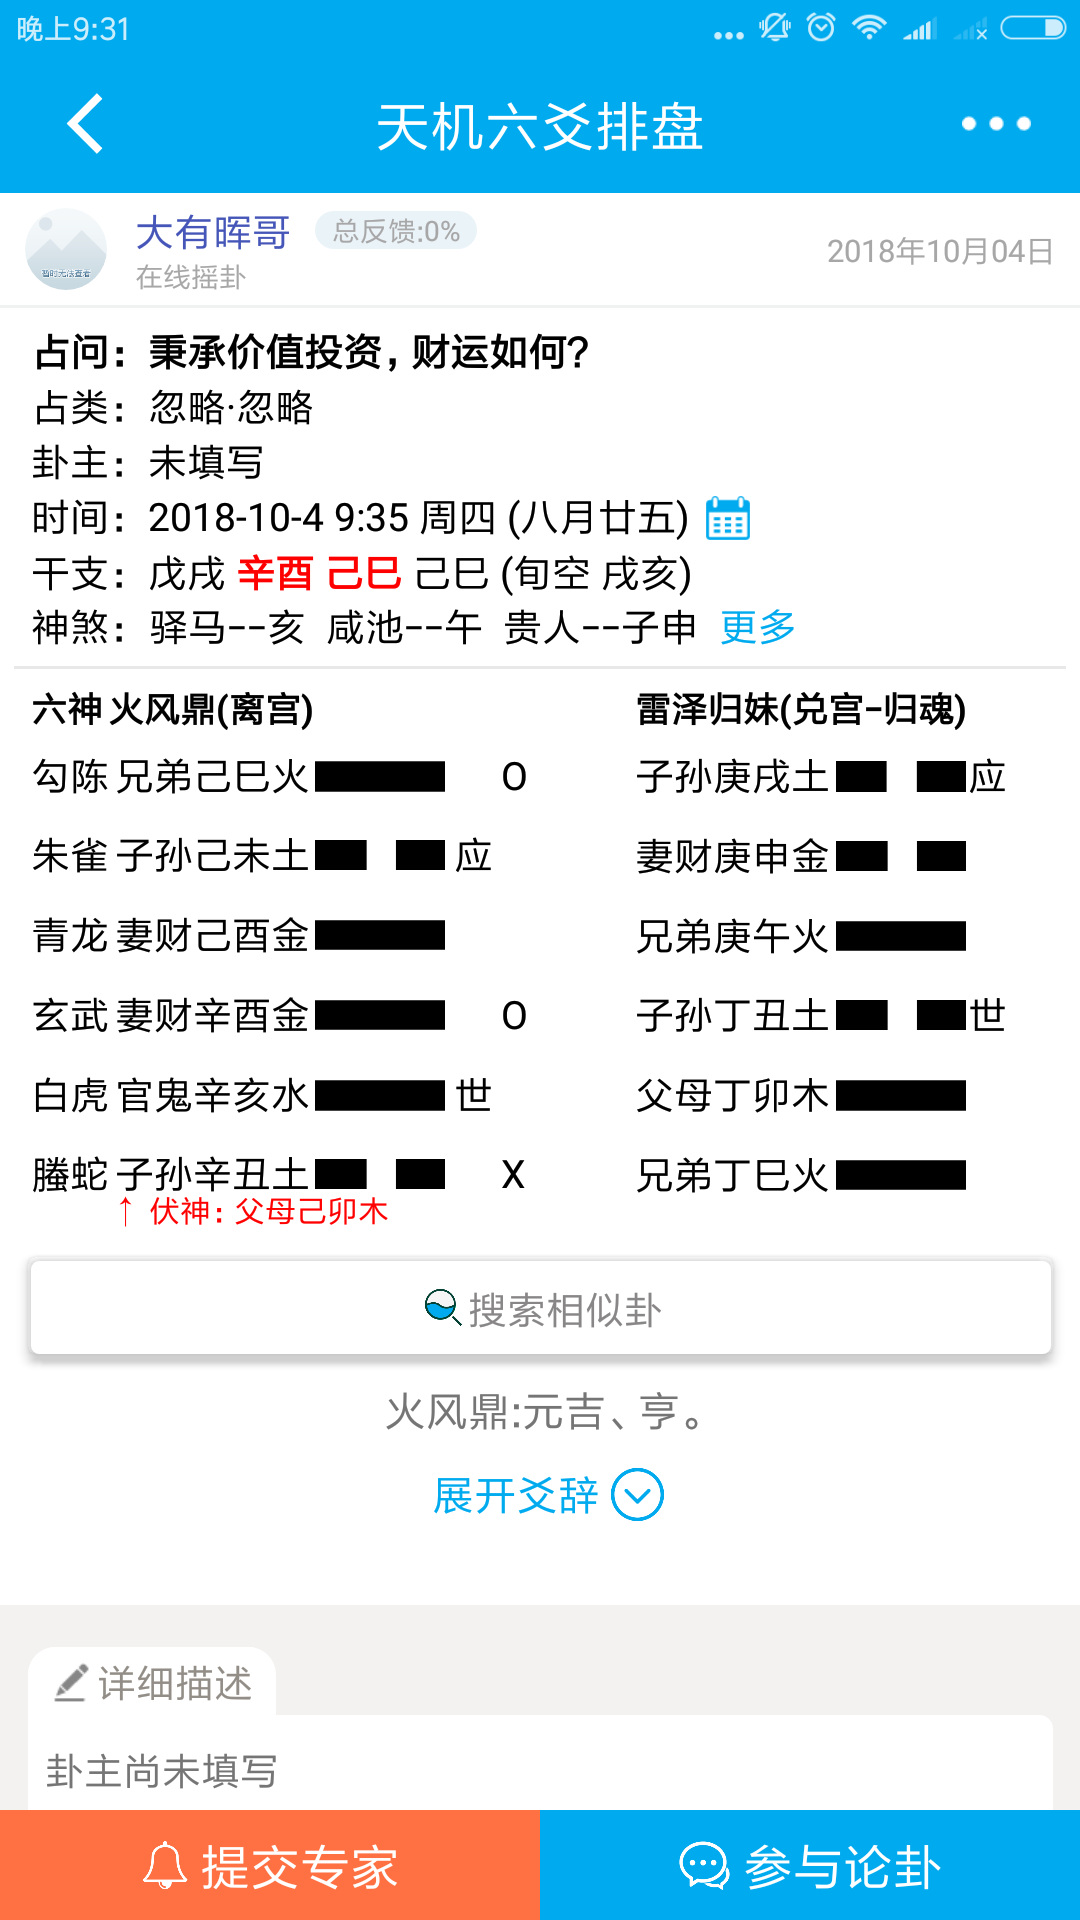 晚上9:31
天机六爻排盘
大有晖哥 总反馈:0%
在线摇卦
2018年10月04日
暂时无法查看
占问：秉承价值投资，财运如何?
占类：忽略·忽略
卦主：未填写
时间：2018-10-4 9:35 周四 (八月廿五)
干支：戊戌 辛酉 己巳 己巳 (旬空 戌亥)
神煞：驿马--亥 咸池--午 贵人--子申 更多
六神 火风鼎(离宫) 雷泽归妹(兑宫-归魂)
勾陈 兄弟己巳火 O 子孙庚戌土 应
朱雀 子孙己未土 应 妻财庚申金
青龙 妻财己酉金 兄弟庚午火
玄武 妻财辛酉金 O 子孙丁丑土 世
白虎 官鬼辛亥水 世 父母丁卯木
螣蛇 子孙辛丑土 X 兄弟丁巳火
↑ 伏神：父母己卯木
搜索相似卦
火风鼎:元吉、亨。
展开爻辞
详细描述
卦主尚未填写
提交专家 参与论卦